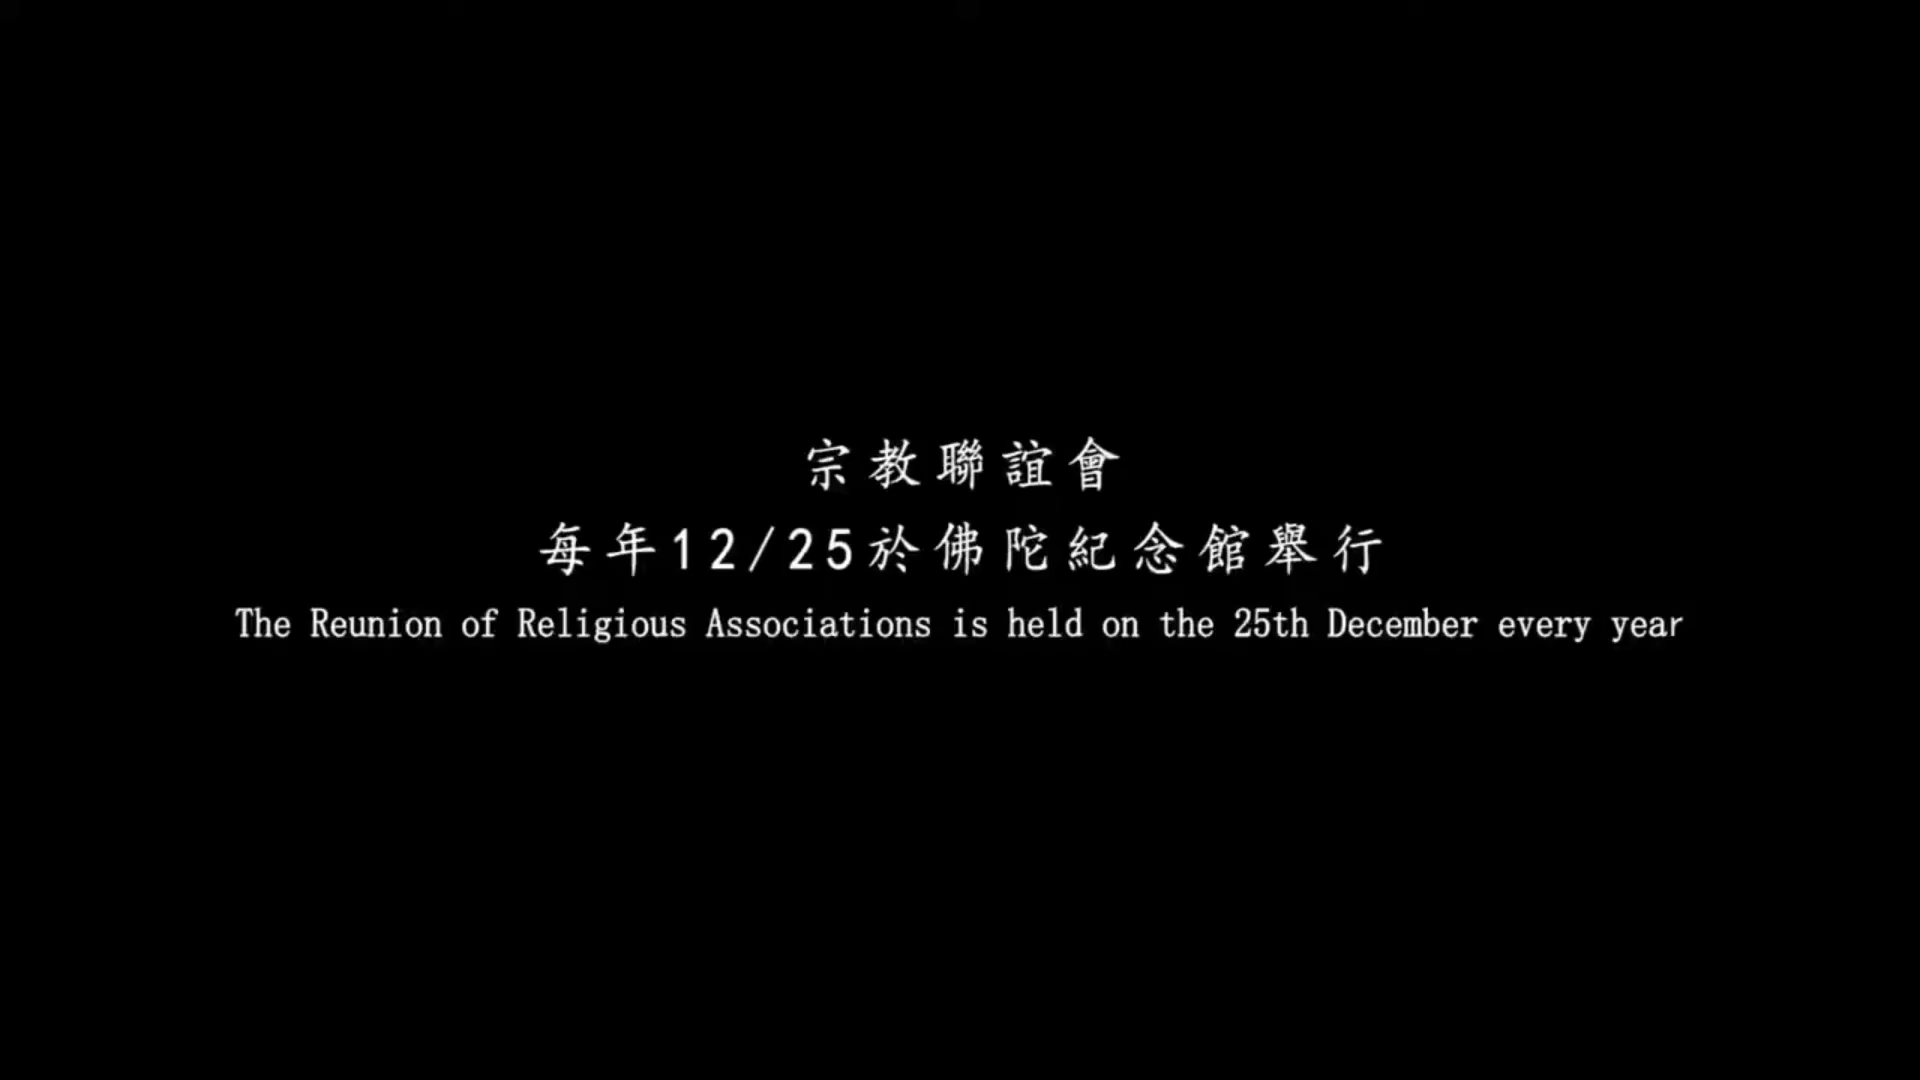 宗教聯誼會
每年12/25於佛陀紀念館舉行
The Reunion of Religious Associations is held on the 25th December every year